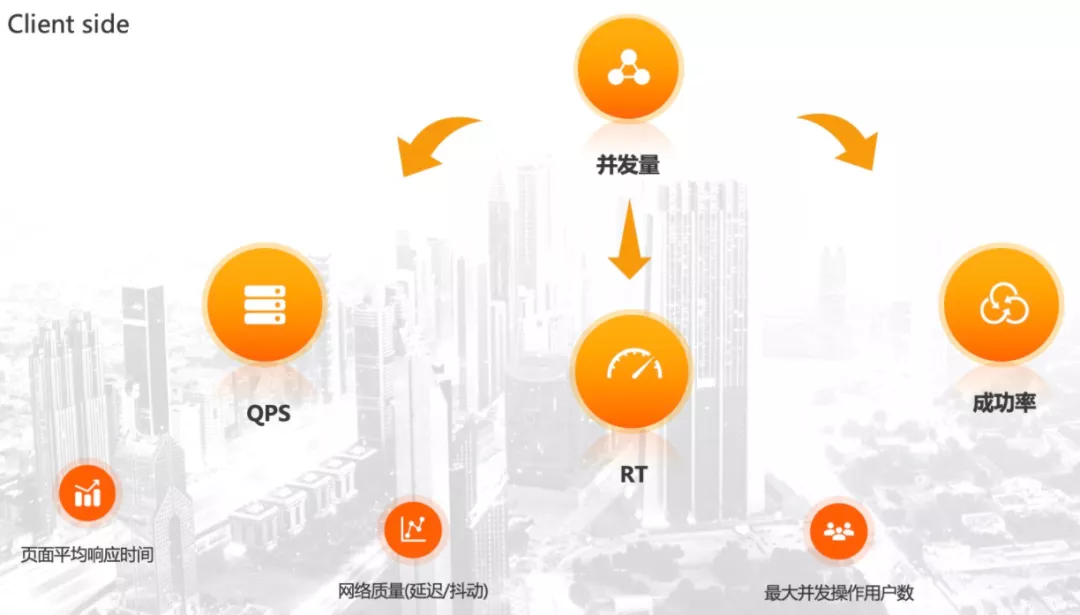 Client side
并发量
QPS
成功率
RT
页面平均响应时间
网络质量(延迟/抖动)
最大并发操作用户数